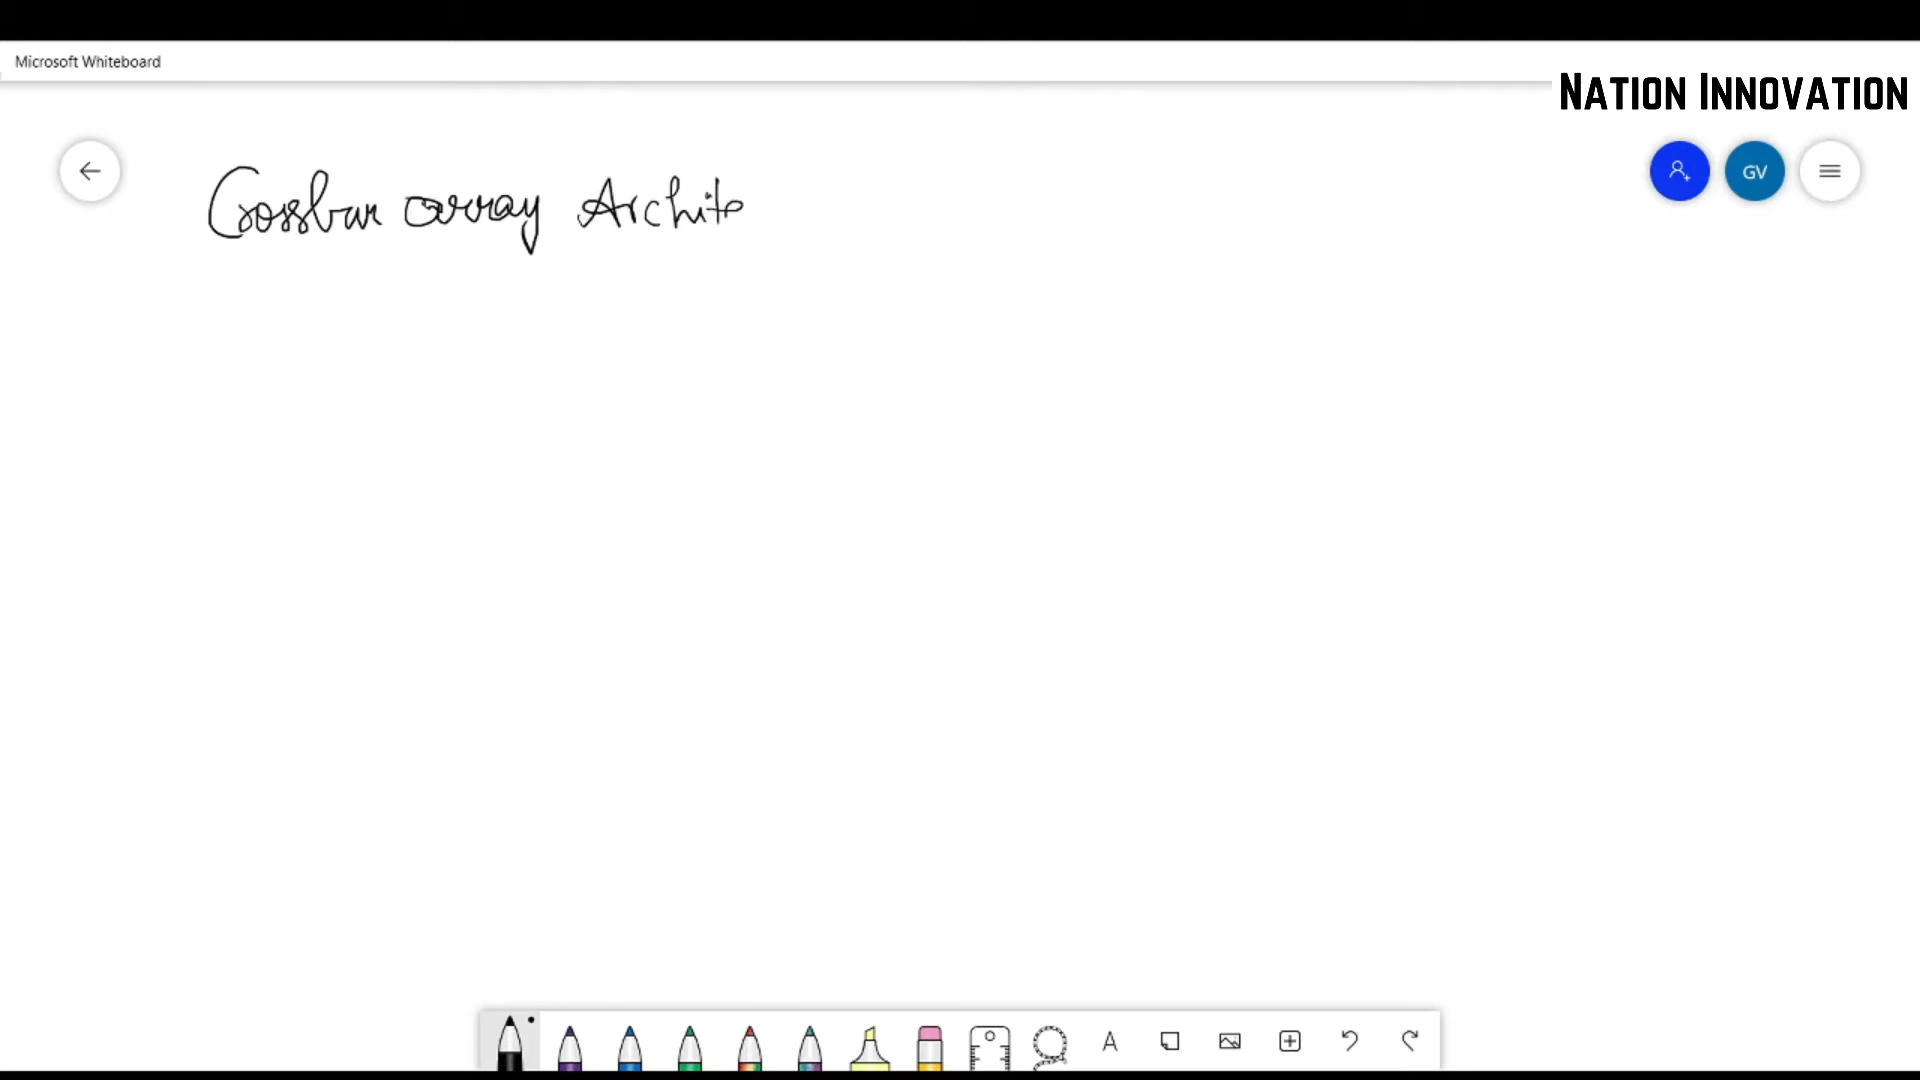 Microsoft Whiteboard
NATION INNOVATION
GV
Crossbar array Archite
A